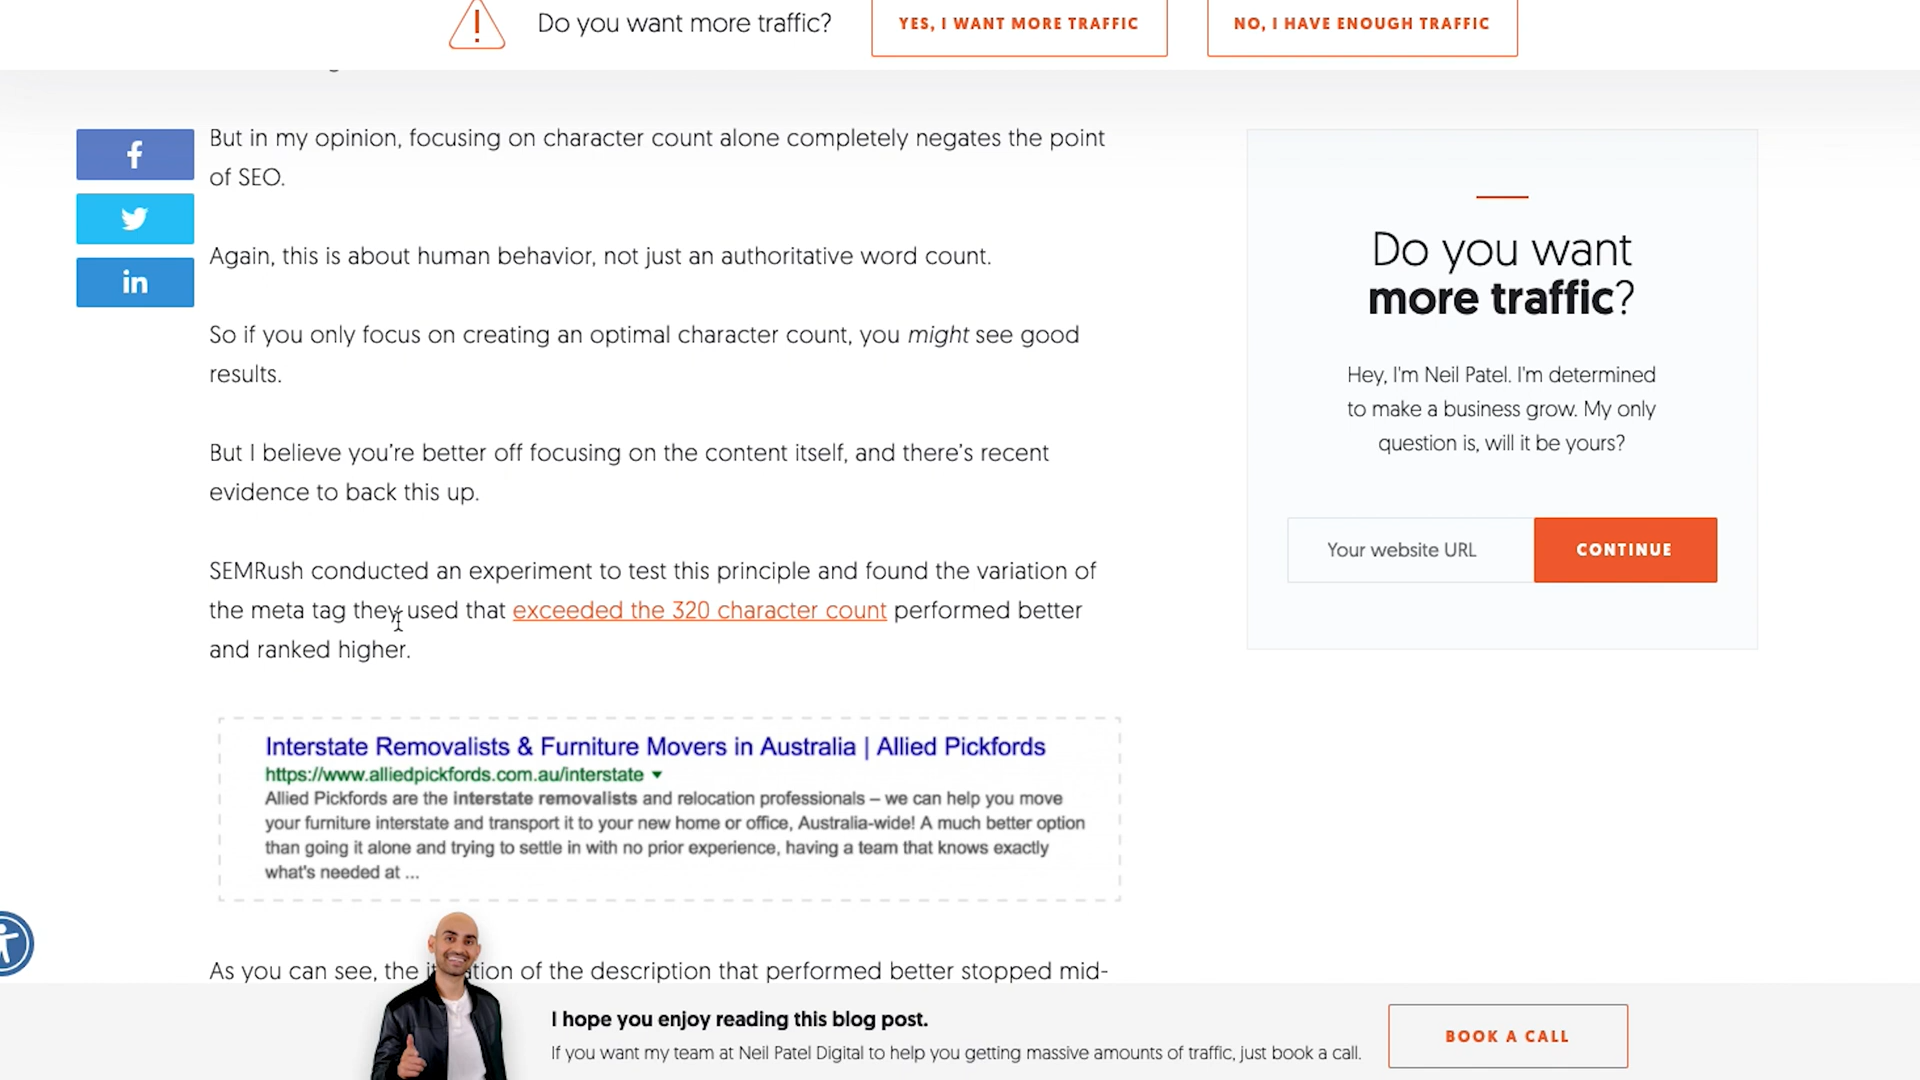 Do you want more traffic?
YES, I WANT MORE TRAFFIC
NO, I HAVE ENOUGH TRAFFIC
But in my opinion, focusing on character count alone completely negates the point
of SEO.
Again, this is about human behavior, not just an authoritative word count.
So if you only focus on creating an optimal character count, you might see good
results.
But I believe you’re better off focusing on the content itself, and there’s recent
evidence to back this up.
SEMRush conducted an experiment to test this principle and found the variation of
the meta tag they used that exceeded the 320 character count performed better
and ranked higher.
Interstate Removalists & Furniture Movers in Australia | Allied Pickfords
https://www.alliedpickfords.com.au/interstate
Allied Pickfords are the interstate removalists and relocation professionals – we can help you move
your furniture interstate and transport it to your new home or office, Australia-wide! A much better option
than going it alone and trying to settle in with no prior experience, having a team that knows exactly
what's needed at ...
As you can see, the of the description that performed better stopped mid-
Do you want
more traffic?
Hey, I'm Neil Patel. I'm determined
to make a business grow. My only
question is, will it be yours?
Your website URL
CONTINUE
I hope you enjoy reading this blog post.
If you want my team at Neil Patel Digital to help you getting massive amounts of traffic, just book a call.
BOOK A CALL